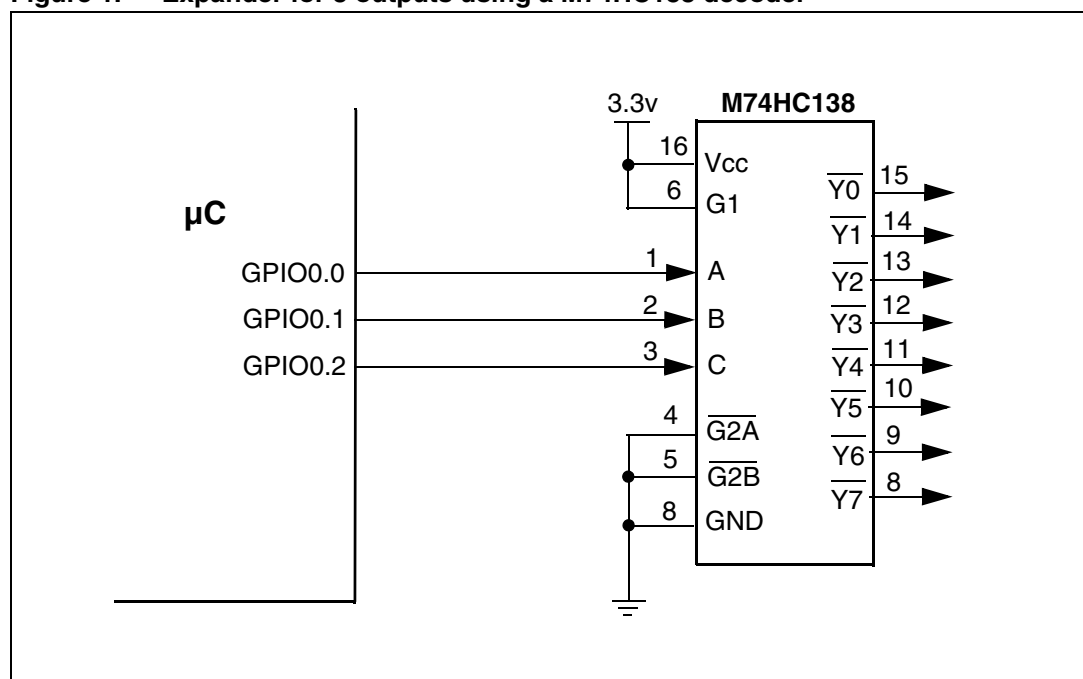 3.3v
M74HC138
16
Vcc
Y0
15
6
G1
Y1
14
µC
GPIO0.0
1
A
Y2
13
GPIO0.1
2
B
Y3
12
GPIO0.2
3
C
Y4
11
Y5
10
4
G2A
Y6
9
5
G2B
Y7
8
8
GND